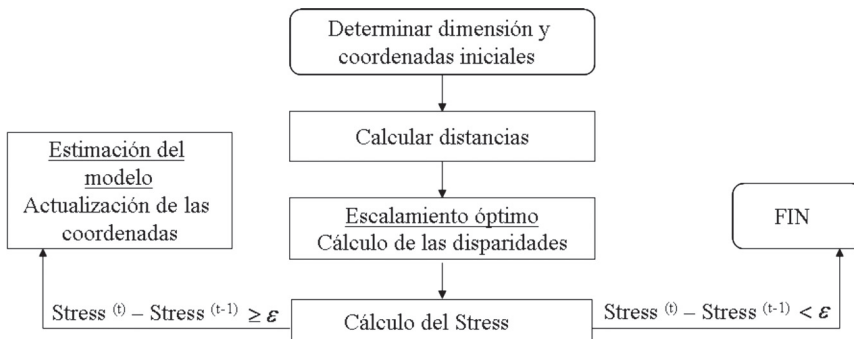 Determinar dimensión y
coordenadas iniciales
Calcular distancias
Estimación del
modelo
Actualización de las
coordenadas
Escalamiento óptimo
Cálculo de las disparidades
FIN
Stress (t) – Stress (t-1) ≥ ε
Cálculo del Stress
Stress (t) – Stress (t-1) < ε